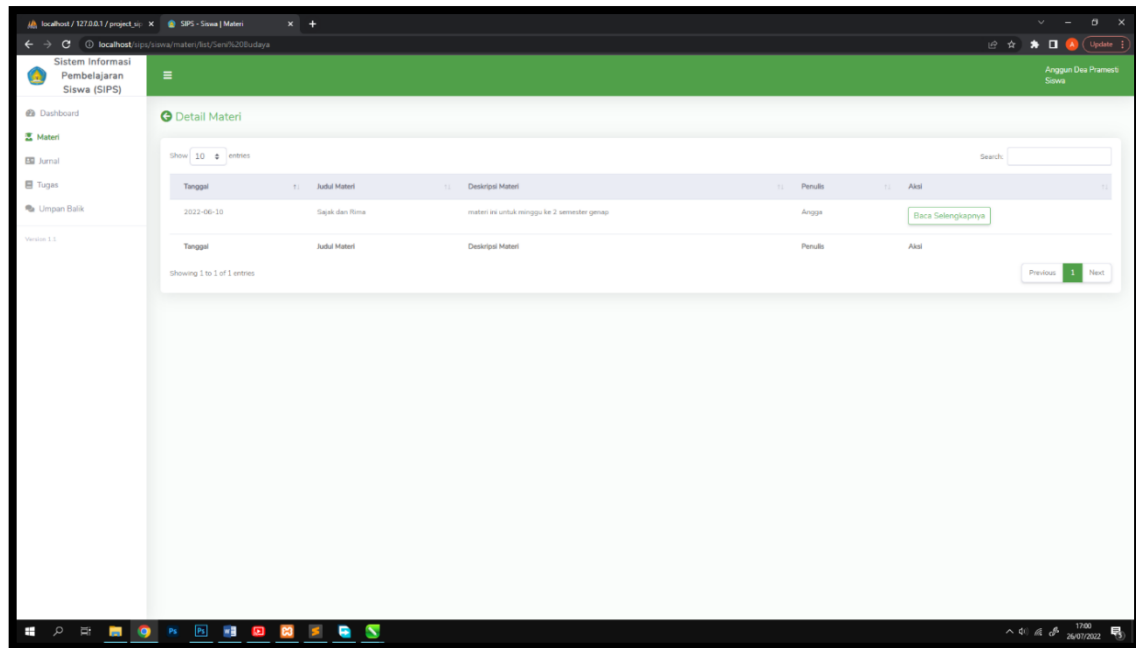 localhost / 127.0.0.1 / project_sip
SIPS - Siswa | Materi
localhost/sips/siswa/materi/list/Seni%20Budaya
Update
Sistem Informasi
Pembelajaran
Siswa (SIPS)
Anggun Dea Pramesti
Siswa
Dashboard
Materi
Jurnal
Tugas
Umpan Balik
Version 1.1
Detail Materi
Show 10 entries
Search:
Tanggal Judul Materi Deskripsi Materi Penulis Aksi
2022-06-10 Sajak dan Rima materi ini untuk minggu ke 2 semester genap Angga Baca Selengkapnya
Tanggal Judul Materi Deskripsi Materi Penulis Aksi
Showing 1 to 1 of 1 entries
Previous 1 Next
17:00
26/07/2022